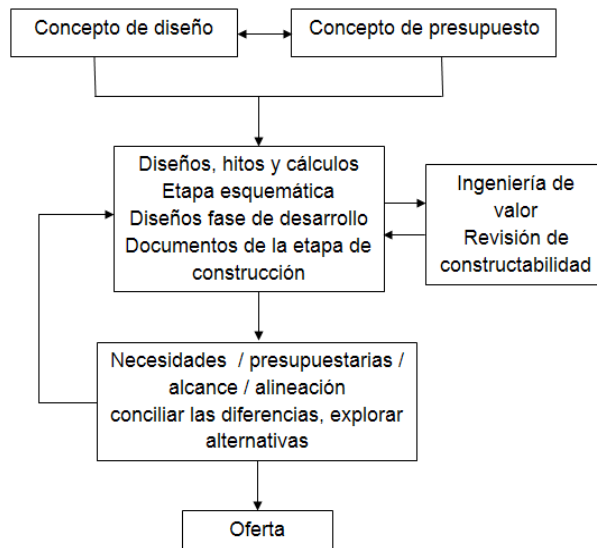 Concepto de diseño
Concepto de presupuesto
Diseños, hitos y cálculos
Etapa esquemática
Diseños fase de desarrollo
Documentos de la etapa de
construcción
Ingeniería de
valor
Revisión de
constructabilidad
Necesidades / presupuestarias /
alcance / alineación
conciliar las diferencias, explorar
alternativas
Oferta